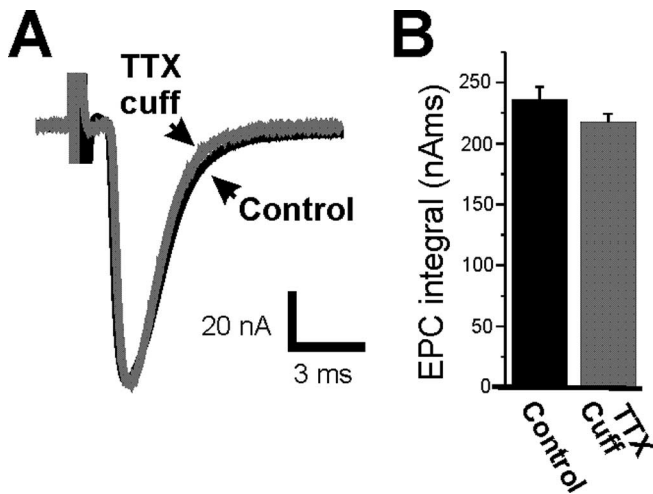 A
TTX
cuff
Control
20 nA
3 ms
B
EPC integral (nAms)
250
200
150
100
50
0
Control
TTX
Cuff